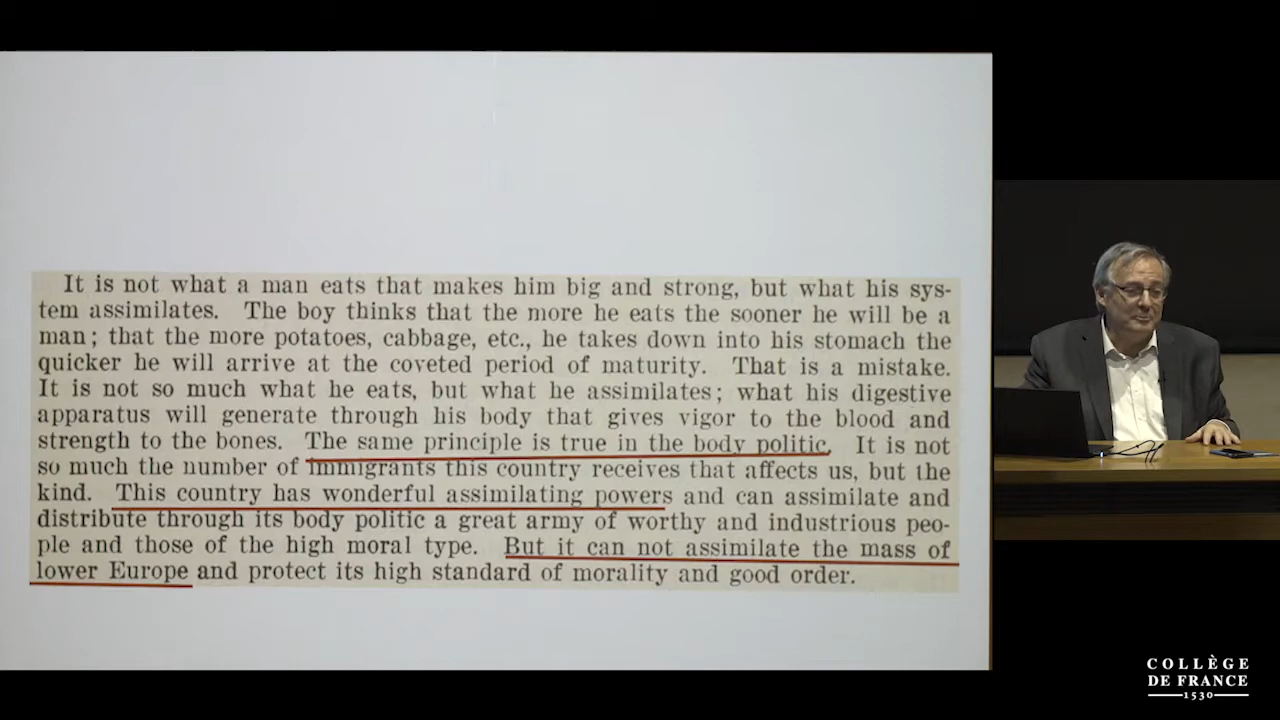 It is not what a man eats that makes him big and strong, but what his sys-
tem assimilates. The boy thinks that the more he eats the sooner he will be a
man; that the more potatoes, cabbage, etc., he takes down into his stomach the
quicker he will arrive at the coveted period of maturity. That is a mistake.
It is not so much what he eats, but what he assimilates; what his digestive
apparatus will generate through his body that gives vigor to the blood and
strength to the bones. The same principle is true in the body politic. It is not
so much the number of immigrants this country receives that affects us, but the
kind. This country has wonderful assimilating powers and can assimilate and
distribute through its body politic a great army of worthy and industrious peo-
ple and those of the high moral type. But it can not assimilate the mass of
lower Europe and protect its high standard of morality and good order.
COLLÈGE
DE FRANCE
1530